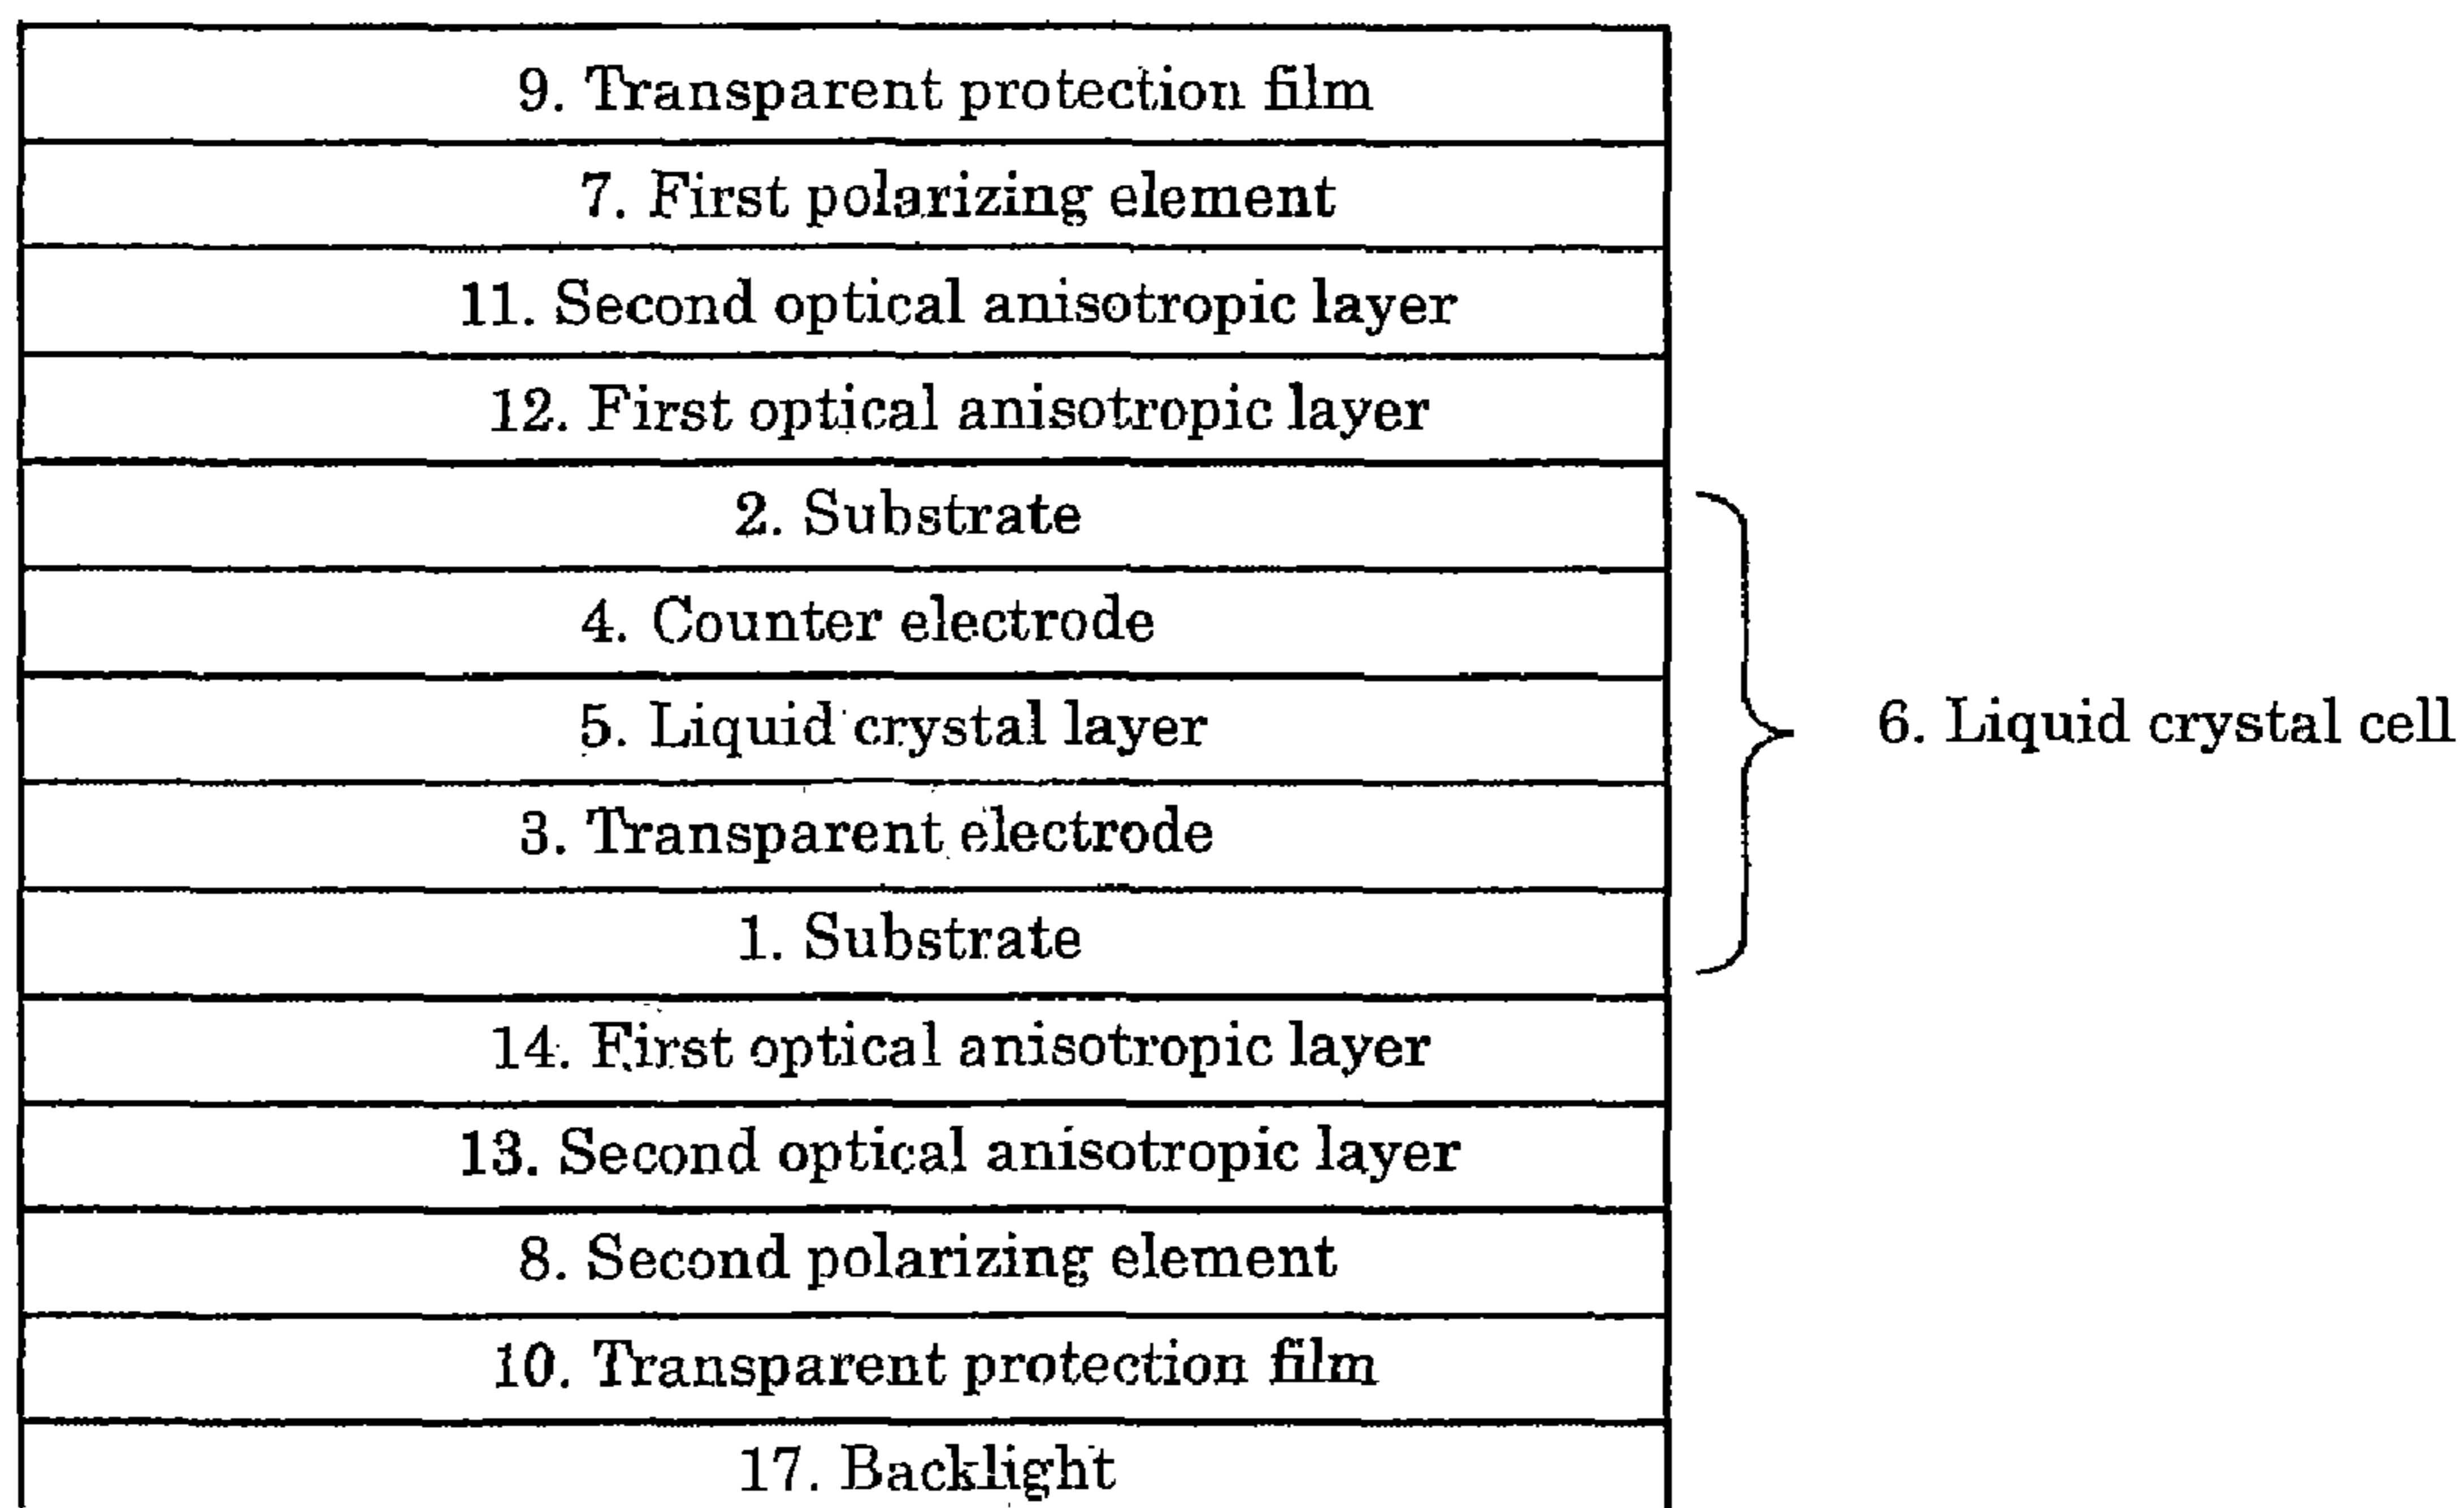 9. Transparent protection film
7. First polarizing element
11. Second optical anisotropic layer
12. First optical anisotropic layer
2. Substrate
4. Counter electrode
5. Liquid crystal layer
6. Liquid crystal cell
3. Transparent electrode
1. Substrate
14. First optical anisotropic layer
13. Second optical anisotropic layer
8. Second polarizing element
10. Transparent protection film
17. Backlight